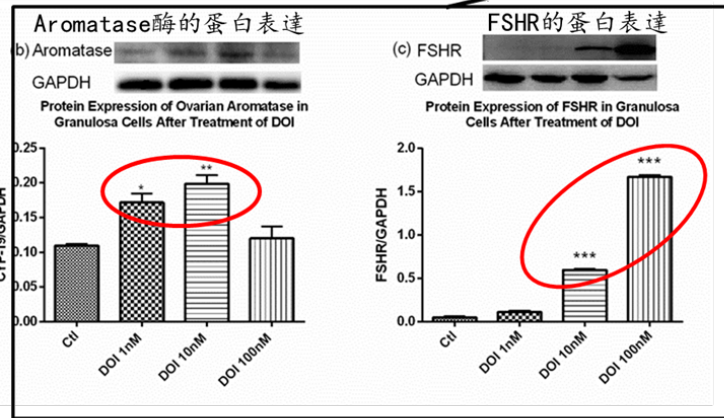 Aromatase酶的蛋白表達
b) Aromatase
GAPDH
Protein Expression of Ovarian Aromatase in
Granulosa Cells After Treatment of DOI
CYP-19/GAPDH
0.25
0.20
0.15
0.10
0.05
0.00
*
**
Ctl
DOI 1nM
DOI 10nM
DOI 100nM
FSHR的蛋白表達
(c) FSHR
GAPDH
Protein Expression of FSHR in Granulosa
Cells After Treatment of DOI
FSHR/GAPDH
2.0
1.5
1.0
0.5
0.0
***
***
Ctl
DOI 1nM
DOI 10nM
DOI 100nM